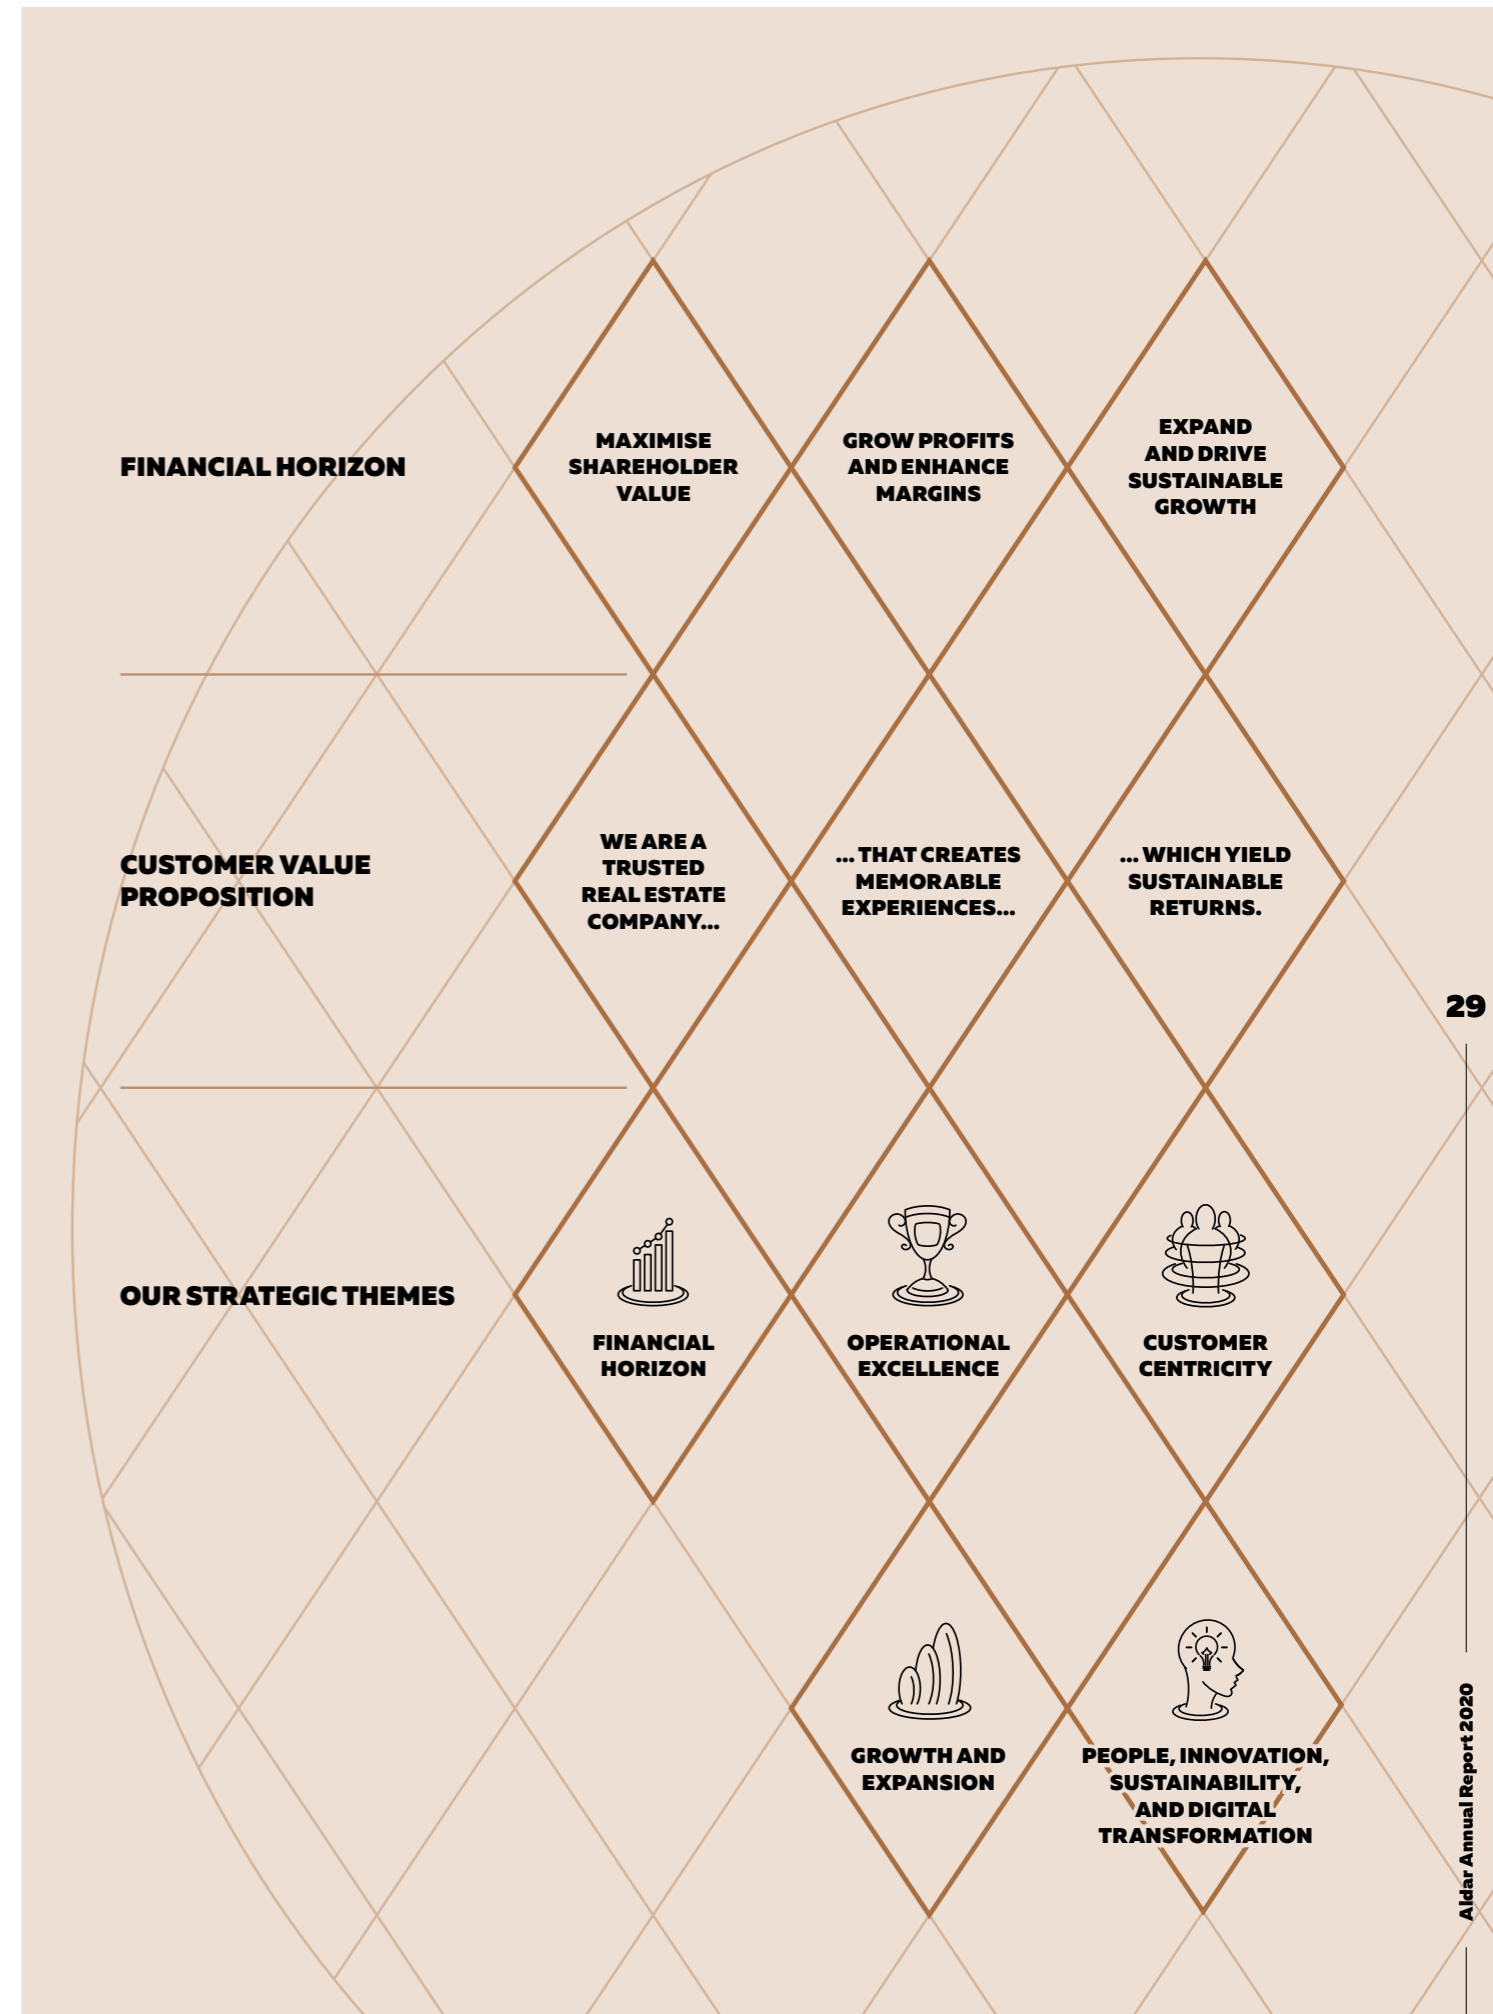 FINANCIAL HORIZON
MAXIMISE
SHAREHOLDER
VALUE
GROW PROFITS
AND ENHANCE
MARGINS
EXPAND
AND DRIVE
SUSTAINABLE
GROWTH
CUSTOMER VALUE
PROPOSITION
WE ARE A
TRUSTED
REAL ESTATE
COMPANY...
... THAT CREATES
MEMORABLE
EXPERIENCES...
... WHICH YIELD
SUSTAINABLE
RETURNS.
29
OUR STRATEGIC THEMES
FINANCIAL
HORIZON
OPERATIONAL
EXCELLENCE
CUSTOMER
CENTRICITY
GROWTH AND
EXPANSION
PEOPLE, INNOVATION,
SUSTAINABILITY,
AND DIGITAL
TRANSFORMATION
Aldar Annual Report 2020